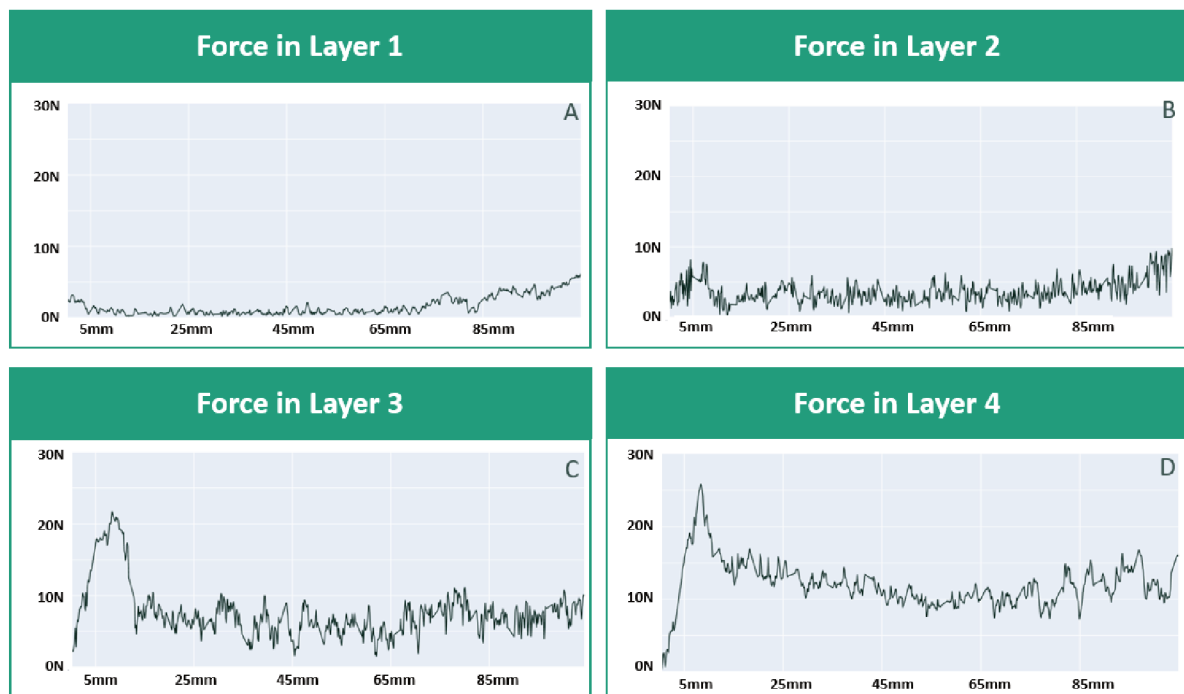 Force in Layer 1
A
30N
20N
10N
0N
5mm 25mm 45mm 65mm 85mm
Force in Layer 2
B
30N
20N
10N
0N
5mm 25mm 45mm 65mm 85mm
Force in Layer 3
C
30N
20N
10N
0N
5mm 25mm 45mm 65mm 85mm
Force in Layer 4
D
30N
20N
10N
0N
5mm 25mm 45mm 65mm 85mm